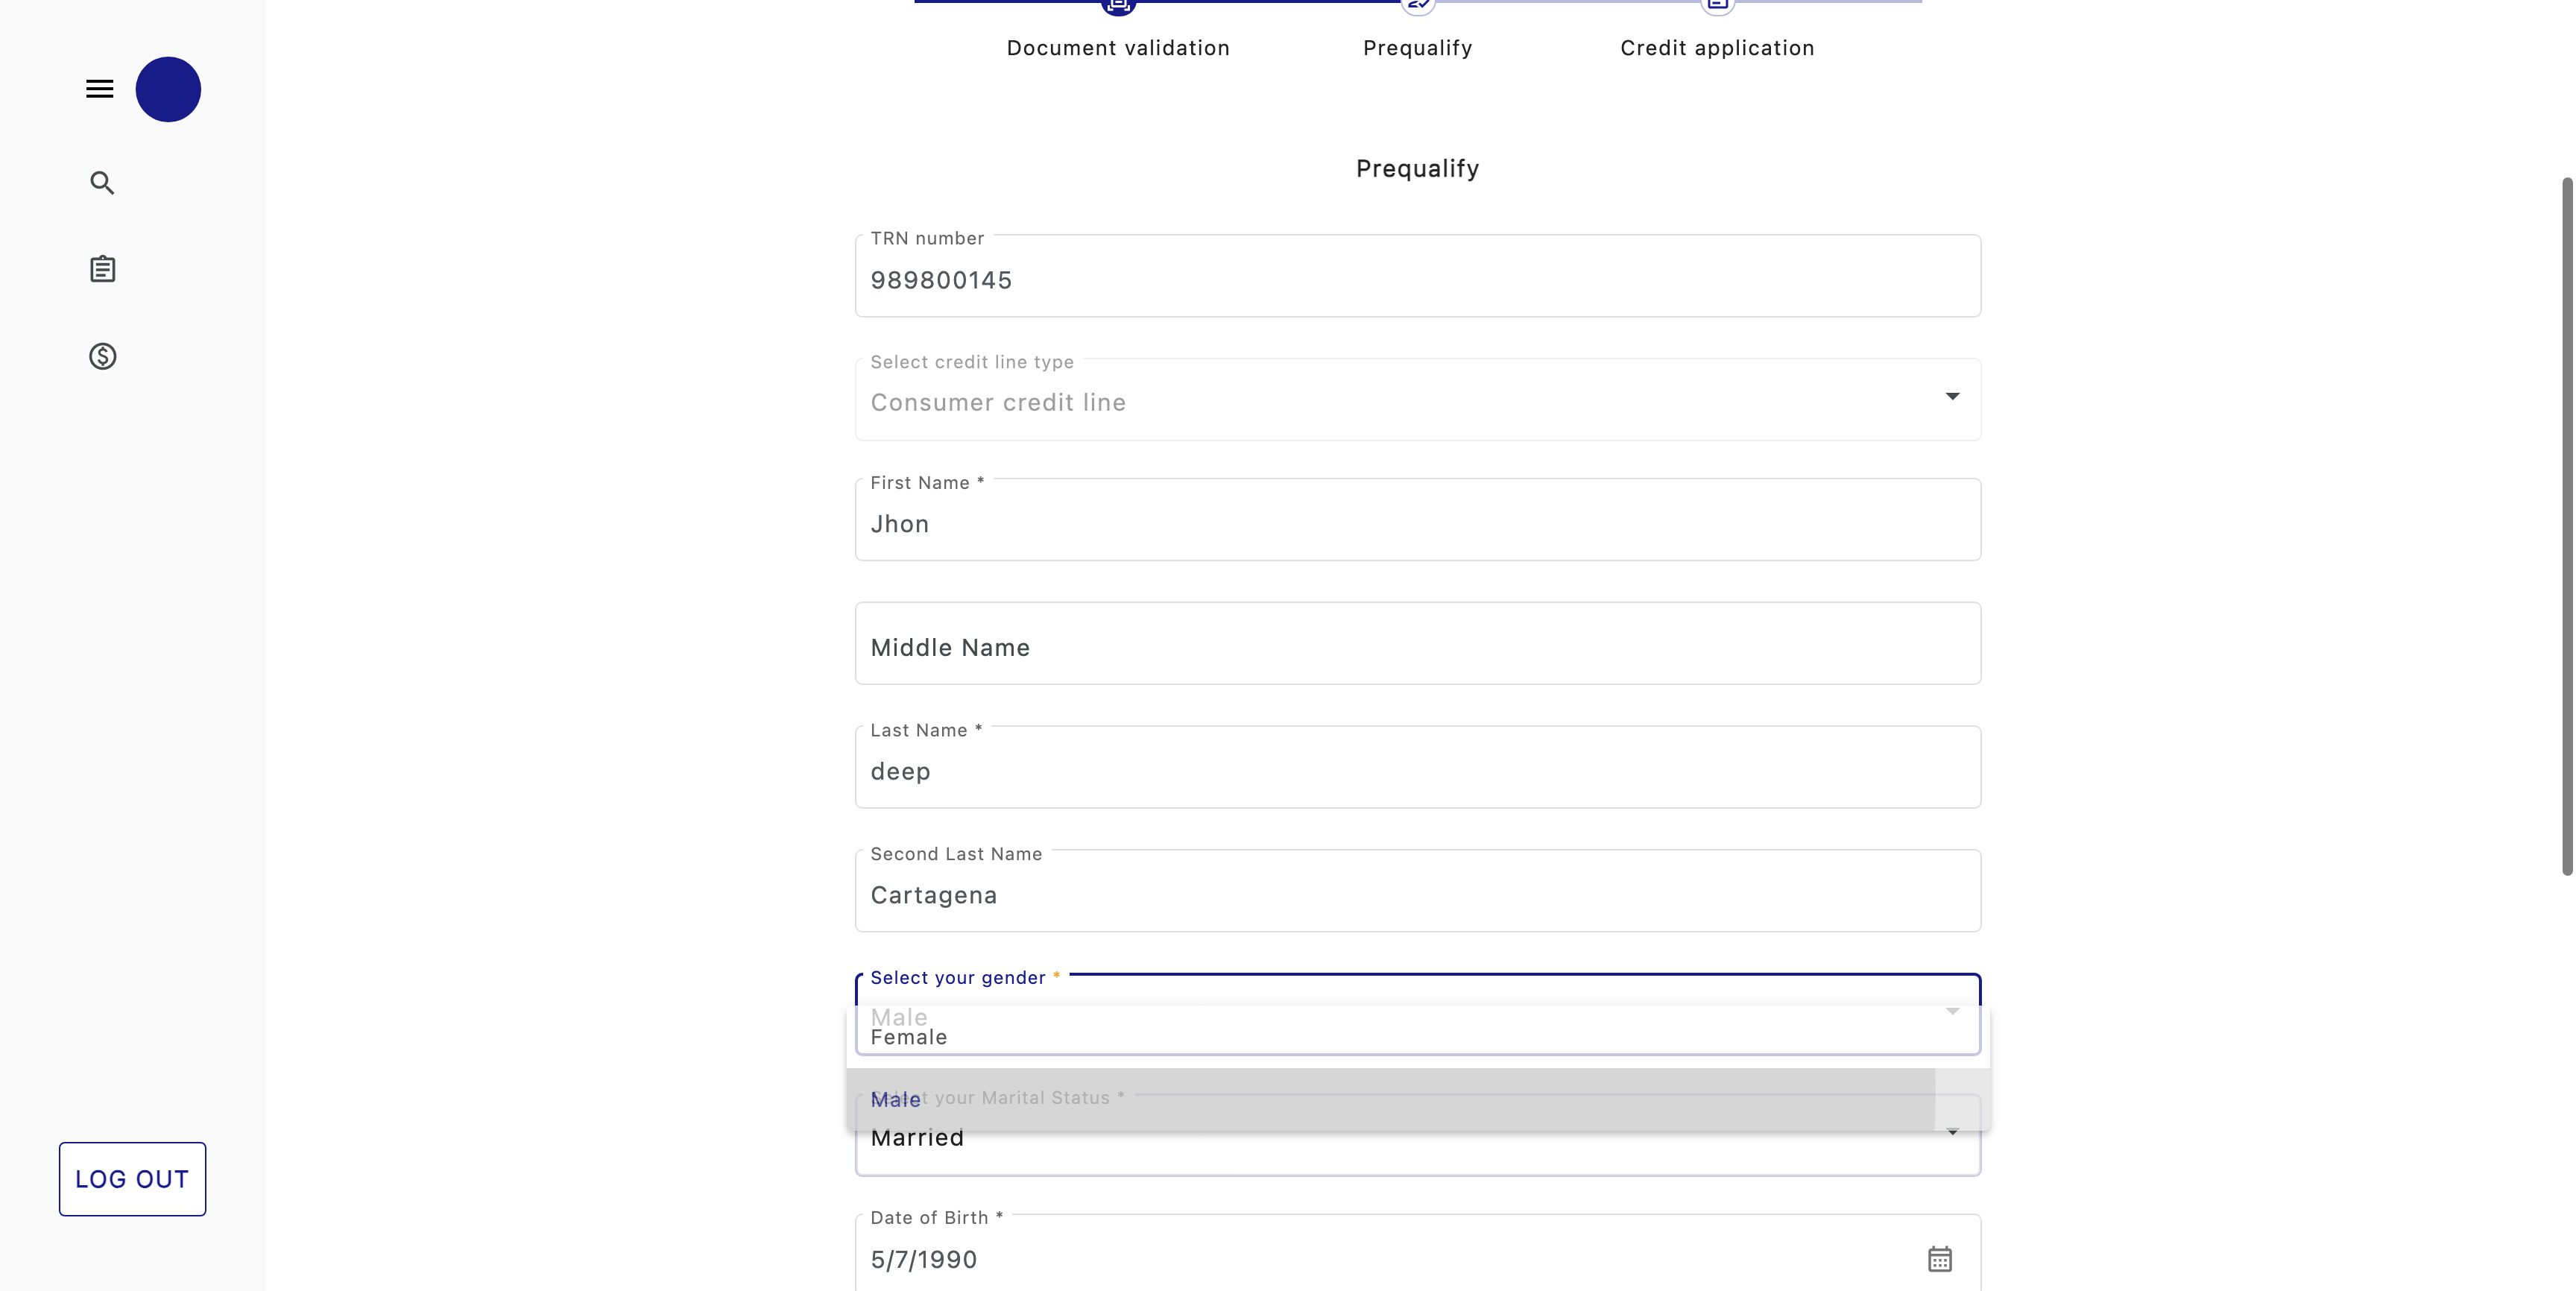 Document validation
Prequalify
Credit application
Prequalify
TRN number
989800145
Select credit line type
Consumer credit line
First Name *
Jhon
Middle Name
Last Name *
deep
Second Last Name
Cartagena
Select your gender *
Male
Female
Select your Marital Status *
Male
Married
LOG OUT
Date of Birth *
5/7/1990